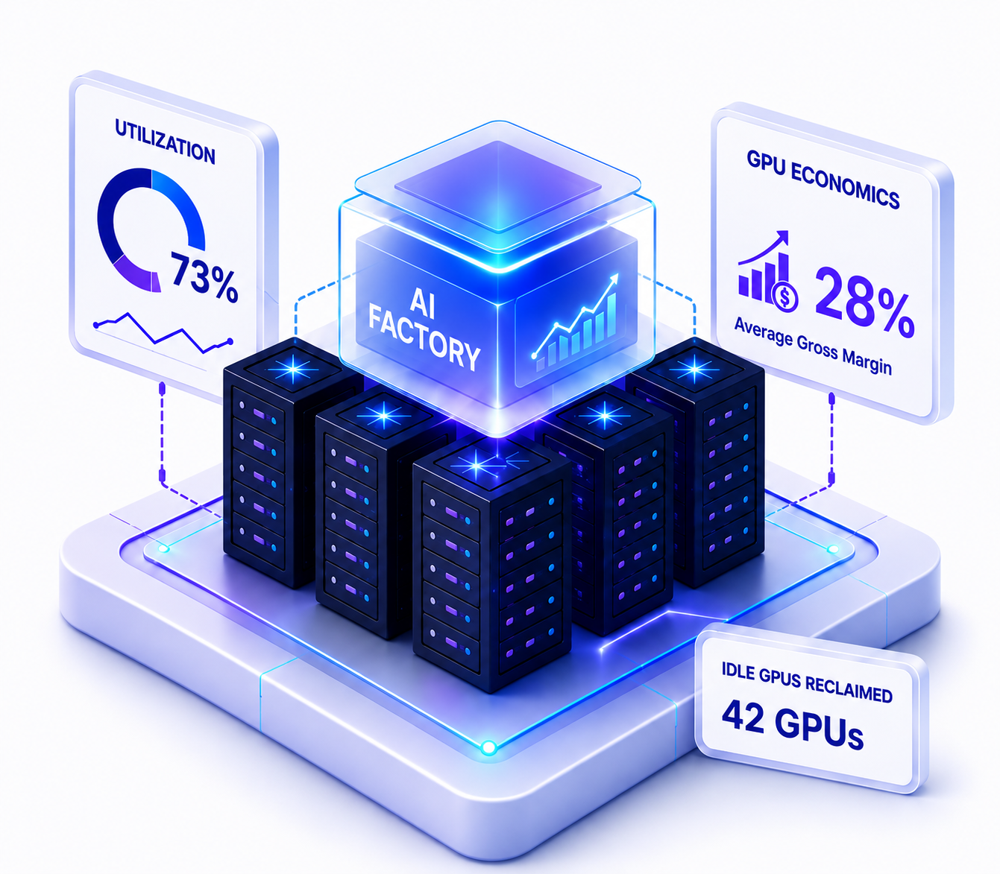 UTILIZATION
73%
AI
FACTORY
GPU ECONOMICS
$
28%
Average Gross Margin
IDLE GPUS RECLAIMED
42 GPUs